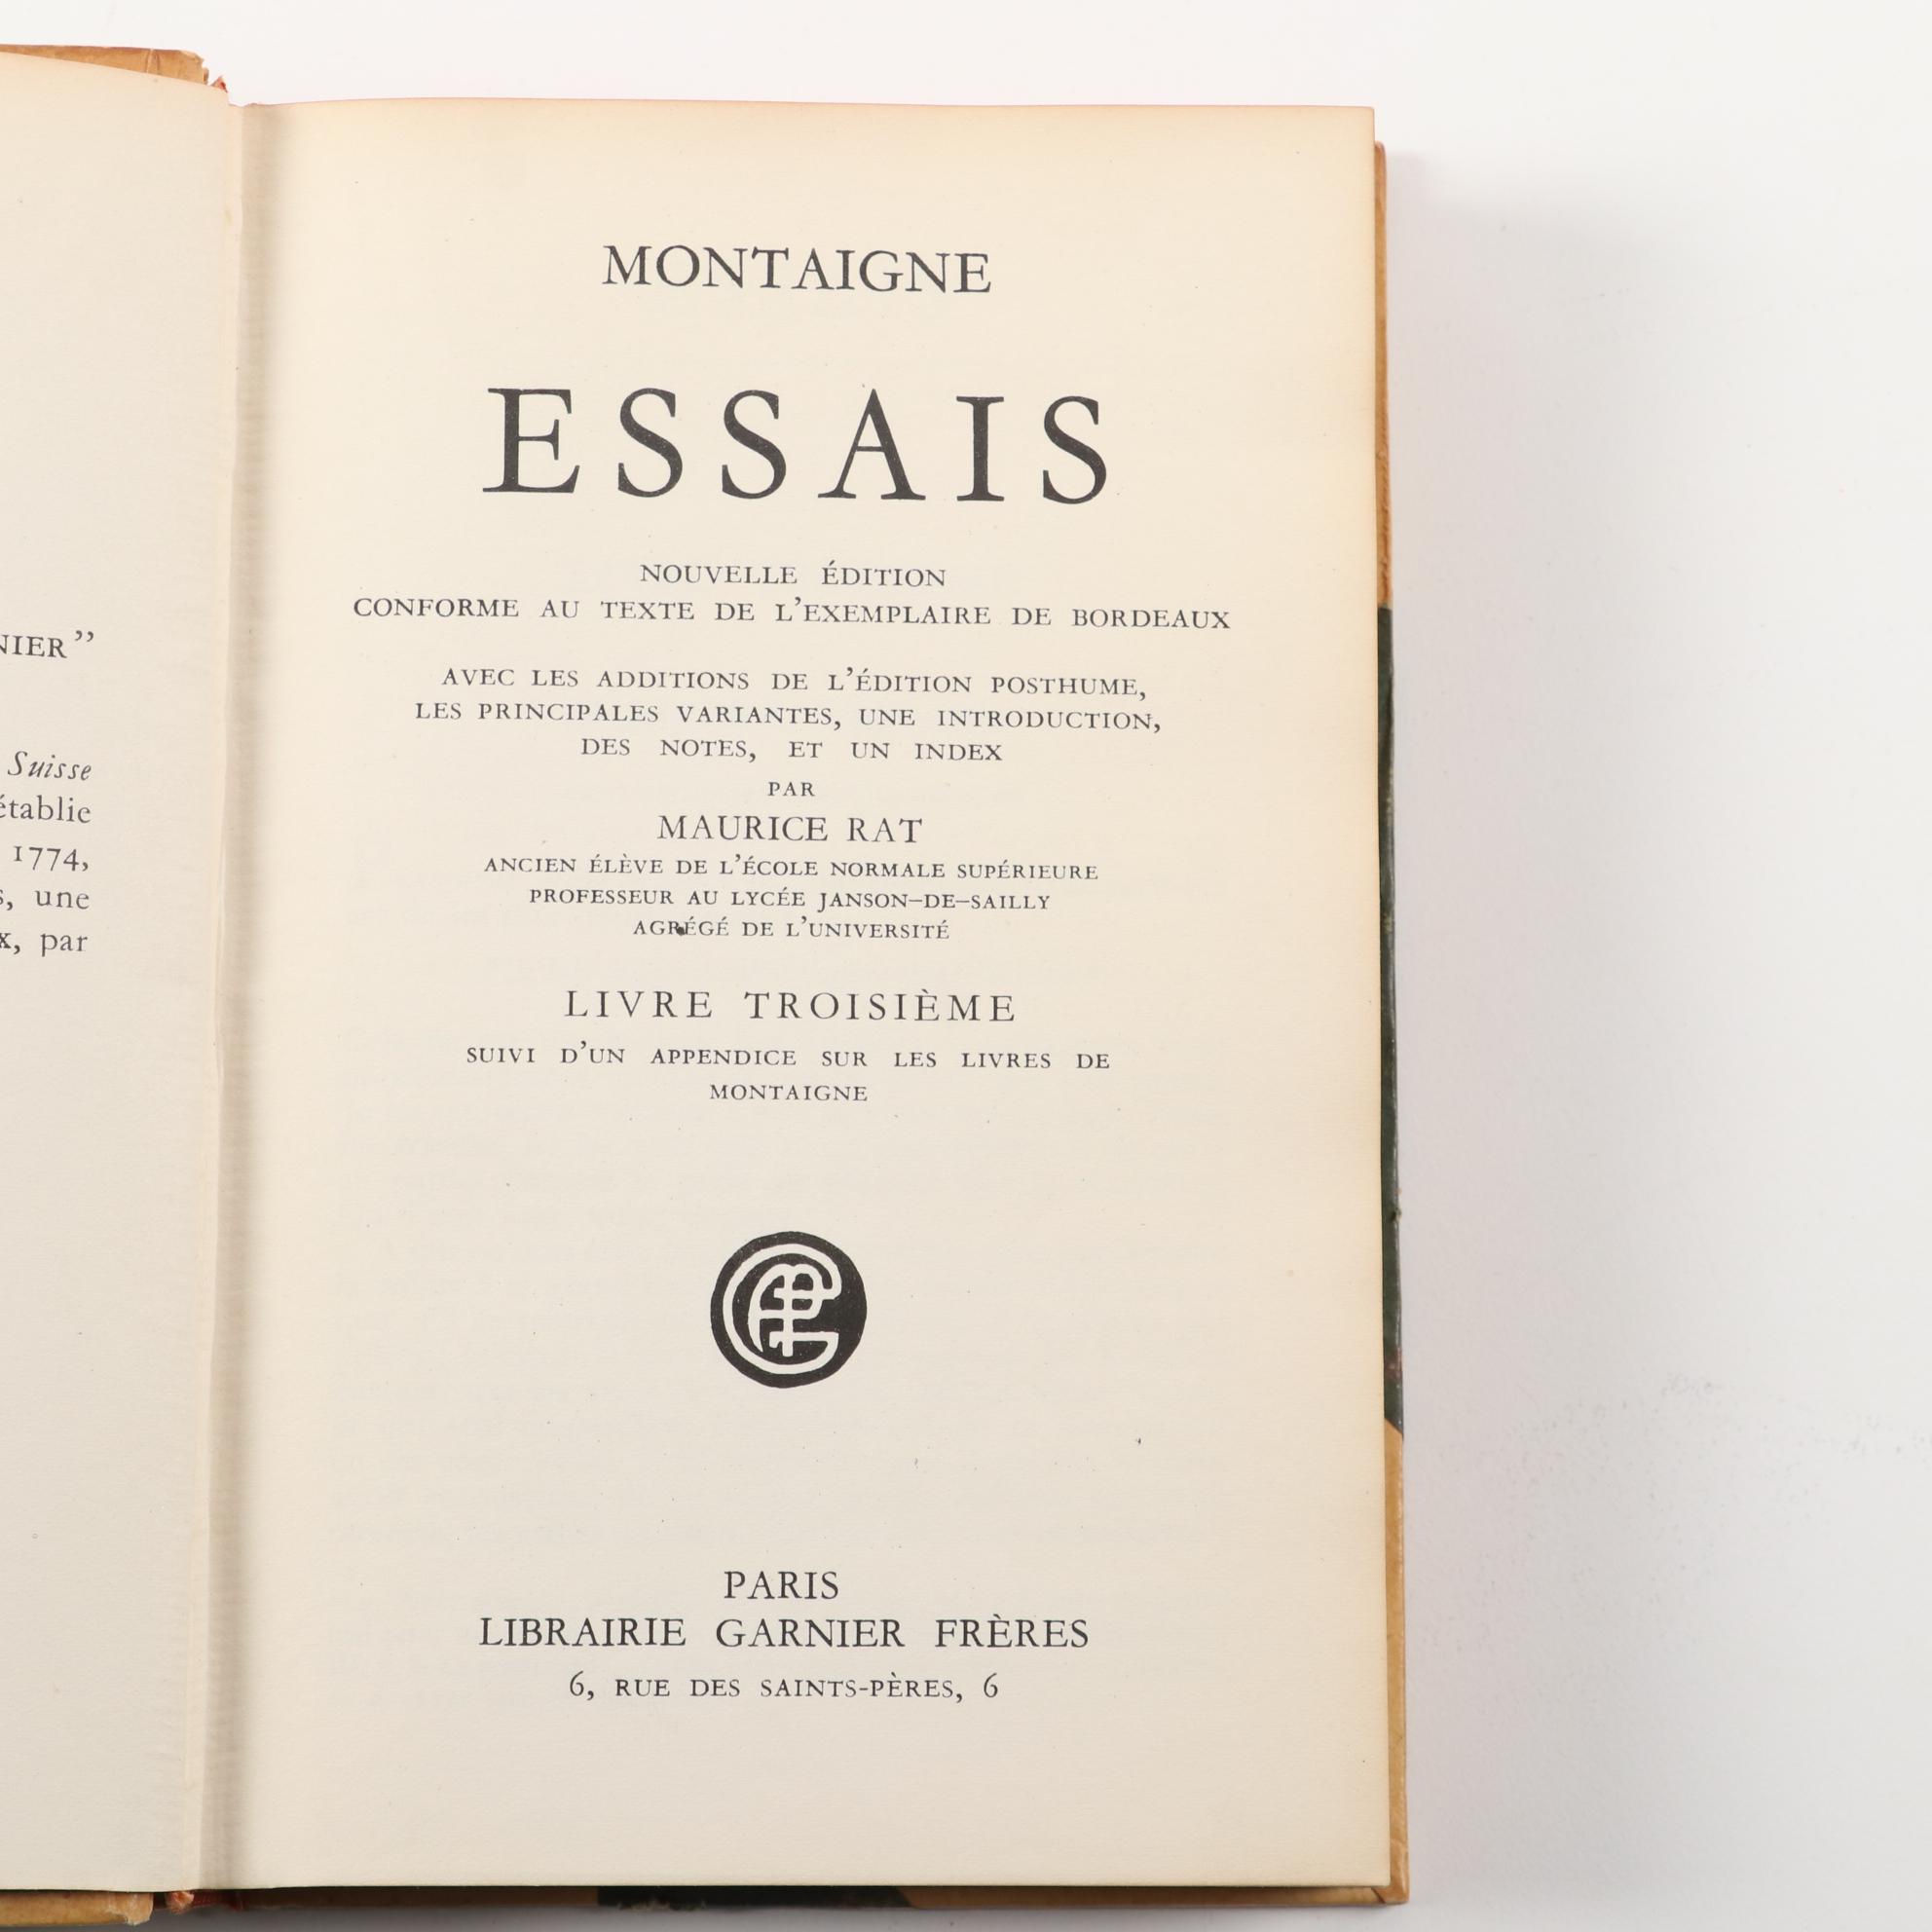 NIER”
Suisse
établie
1774,
une
par
MONTAIGNE
ESSAIS
NOUVELLE ÉDITION
CONFORME AU TEXTE DE L’EXEMPLAIRE DE BORDEAUX
AVEC LES ADDITIONS DE L’ÉDITION POSTHUME,
LES PRINCIPALES VARIANTES, UNE INTRODUCTION,
DES NOTES, ET UN INDEX
PAR
MAURICE RAT
ANCIEN ÉLÈVE DE L’ÉCOLE NORMALE SUPÉRIEURE
PROFESSEUR AU LYCÉE JANSON–DE–SAILLY
AGRÉGÉ DE L’UNIVERSITÉ
LIVRE TROISIÈME
SUIVI D’UN APPENDICE SUR LES LIVRES DE
MONTAIGNE
PARIS
LIBRAIRIE GARNIER FRÈRES
6, RUE DES SAINTS-PÈRES, 6